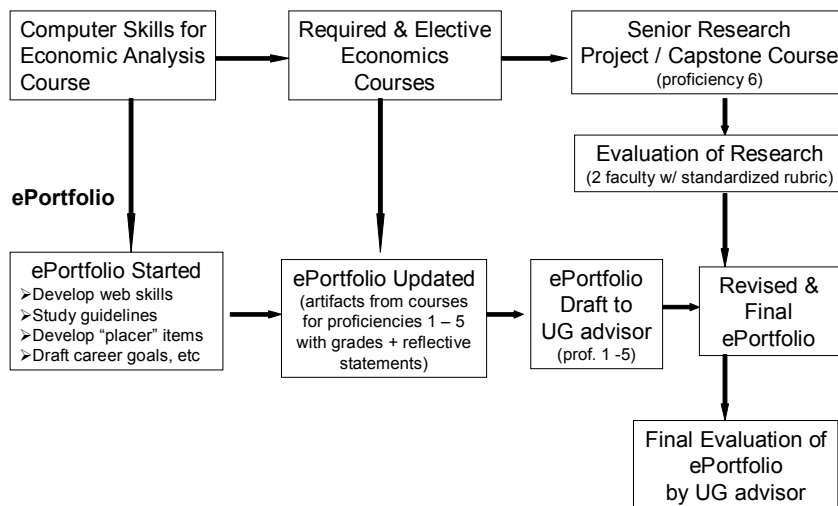 Computer Skills for
Economic Analysis
Course
Required & Elective
Economics
Courses
Senior Research
Project / Capstone Course
(proficiency 6)
Evaluation of Research
(2 faculty w/ standardized rubric)
ePortfolio
ePortfolio Started
➢Develop web skills
➢Study guidelines
➢Develop “placer” items
➢Draft career goals, etc
ePortfolio Updated
(artifacts from courses
for proficiencies 1 – 5
with grades + reflective
statements)
ePortfolio
Draft to
UG advisor
(prof. 1 -5)
Revised &
Final
ePortfolio
Final Evaluation of
ePortfolio
by UG advisor